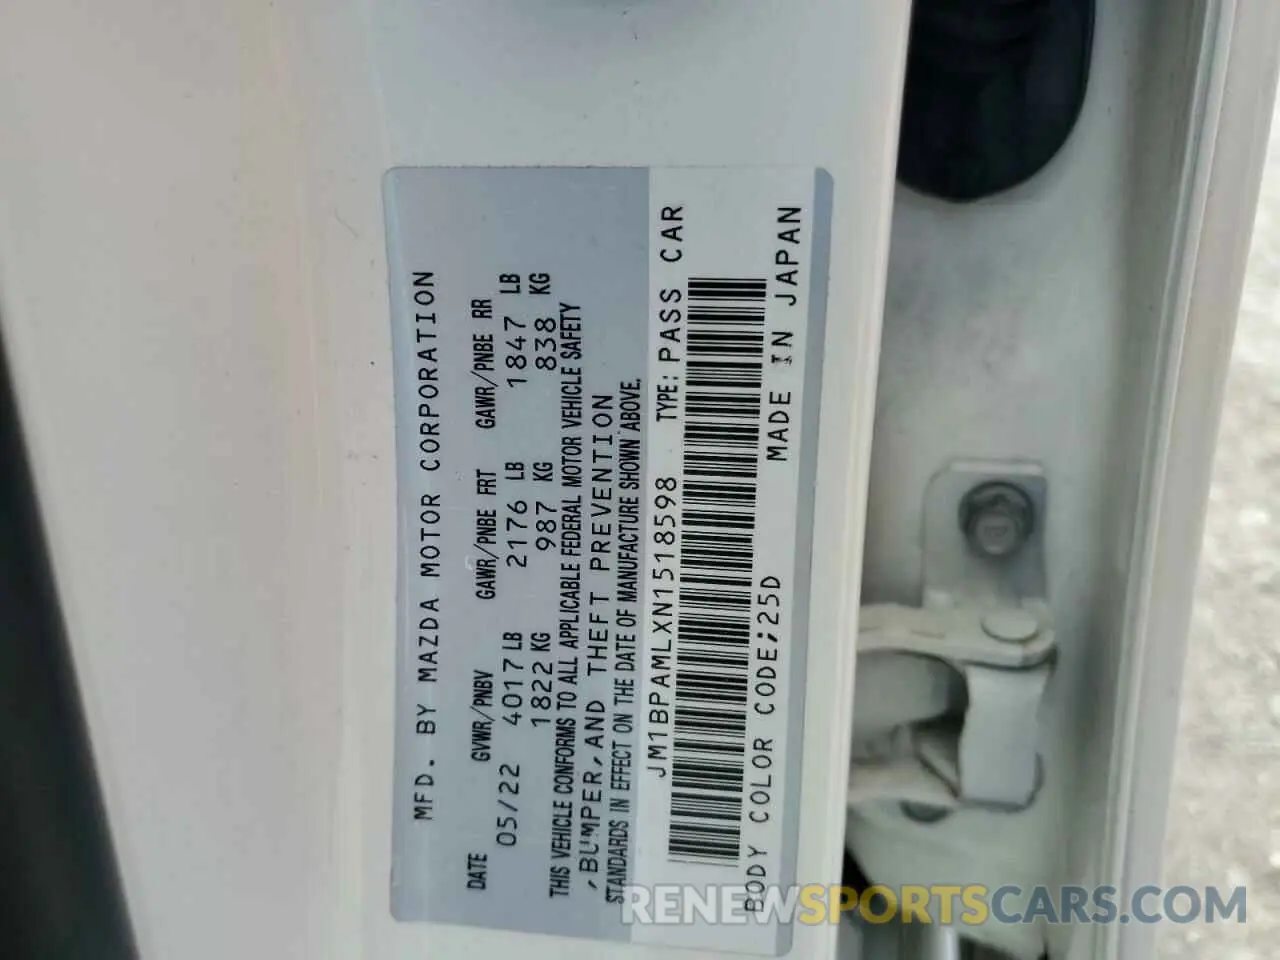 MFD. BY MAZDA MOTOR CORPORATION
DATE GVWR/PNBV GAWR/PNBE FRT GAWR/PNBE RR
05/22 4017 LB 2176 LB 1847 LB
1822 KG 987 KG 838 KG
THIS VEHICLE CONFORMS TO ALL APPLICABLE FEDERAL MOTOR VEHICLE SAFETY
,BUMPER,AND THEFT PREVENTION
STANDARDS IN EFFECT ON THE DATE OF MANUFACTURE SHOWN ABOVE.
JM1BPAMLXN1518598 TYPE:PASS CAR
BODY COLOR CODE:25D MADE IN JAPAN
RENEWSPORTSCARS.COM